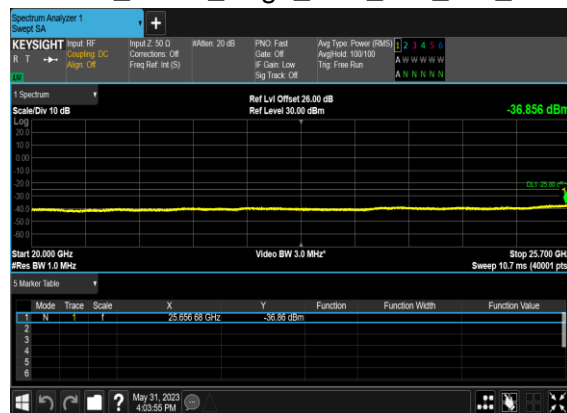 Spectrum Analyzer 1
Swept SA
+
KEYSIGHT
R T
Input: RF
Coupling: DC
Align: Off
Input Z: 50 Ω
Corrections: Off
Freq Ref: Int (S)
#Atten: 20 dB
PNO: Fast
Gate: Off
IF Gain: Low
Sig Track: Off
Avg Type: Power (RMS)
Avg|Hold: 100/100
Trig: Free Run
1 2 3 4 5 6
A W W W W W
A N N N N N
1 Spectrum
Scale/Div 10 dB
Ref Lvl Offset 26.00 dB
Ref Level 30.00 dBm
-36.856 dBm
Log
20.0
10.0
0.00
-10.0
-20.0
-30.0
-40.0
-50.0
-60.0
Start 20.000 GHz
#Res BW 1.0 MHz
Video BW 3.0 MHz*
Stop 25.700 GHz
Sweep 10.7 ms (40001 pts)
5 Marker Table
Mode Trace Scale X Y Function Function Width Function Value
1 N 1 f 25.656 68 GHz -36.86 dBm
2
3
4
5
6
?
May 31, 2023
4:03:55 PM